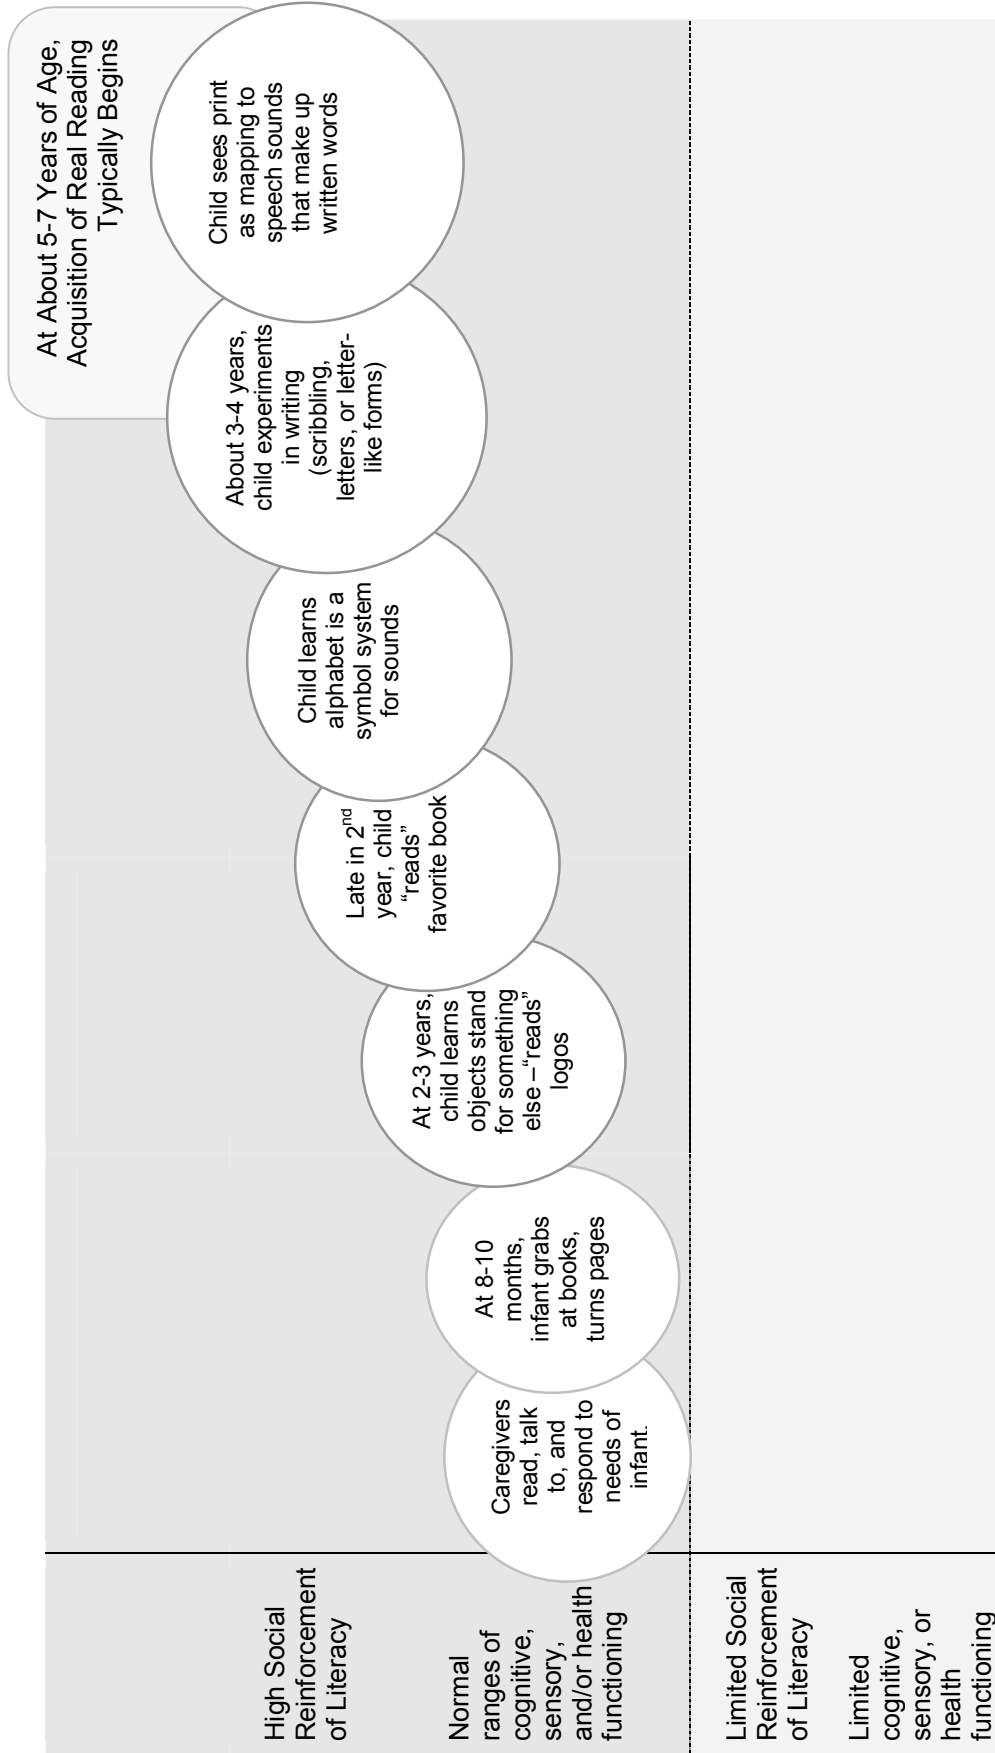 At About 5-7 Years of Age,
Acquisition of Real Reading
Typically Begins
High Social
Reinforcement
of Literacy
Normal
ranges of
cognitive,
sensory,
and/or health
functioning
Caregivers
read, talk
to, and
respond to
needs of
infant.
At 8-10
months,
infant grabs
at books,
turns pages
At 2-3 years,
child learns
objects stand
for something
else –“reads”
logos
Late in 2nd
year, child
“reads”
favorite book
Child learns
alphabet is a
symbol system
for sounds
About 3-4 years,
child experiments
in writing
(scribbling,
letters, or letter-
like forms)
Child sees print
as mapping to
speech sounds
that make up
written words
Limited Social
Reinforcement
of Literacy
Limited
cognitive,
sensory, or
health
functioning